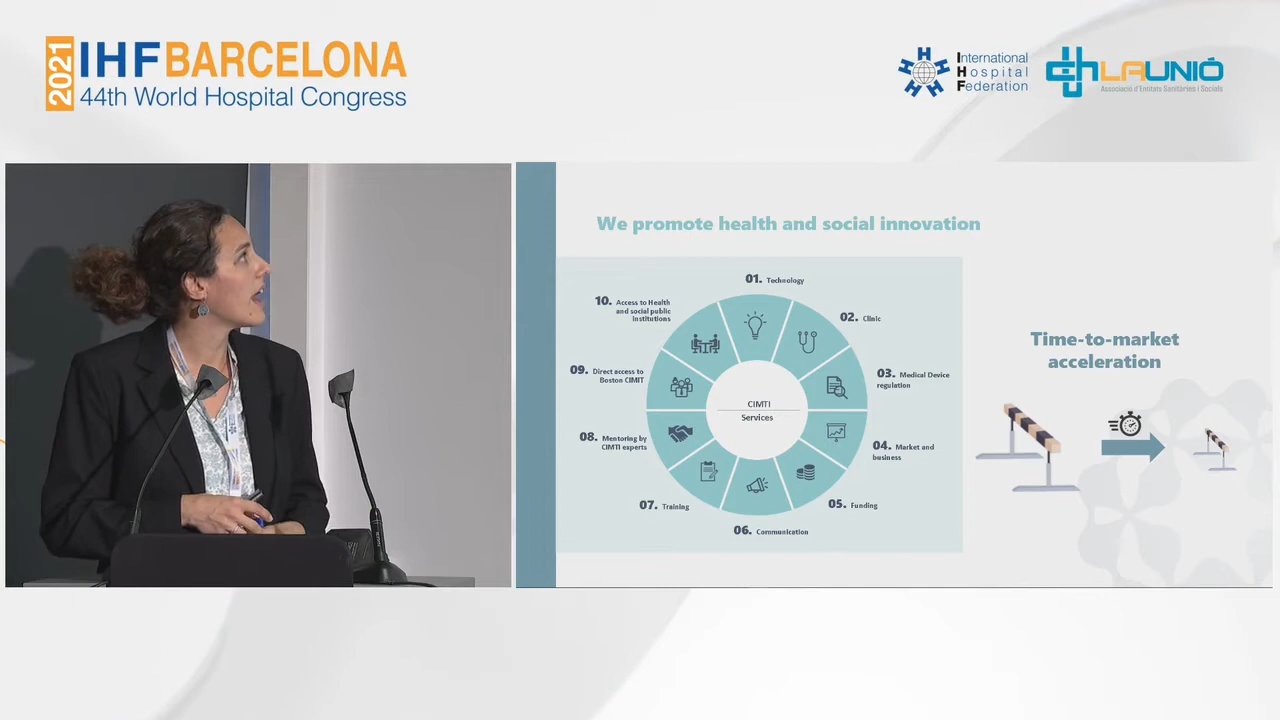 2021
IHF BARCELONA
44th World Hospital Congress
International
Hospital
Federation
LAUNIÓ
Associació d'Entitats Sanitàries i Socials
We promote health and social innovation
01. Technology
02. Clinic
03. Medical Device
regulation
04. Market and
business
05. Funding
06. Communication
07. Training
08. Mentoring by
CIMTI experts
09. Direct access to
Boston CIMIT
10. Access to Health
and social public
Institutions
CIMTI
Services
Time-to-market
acceleration